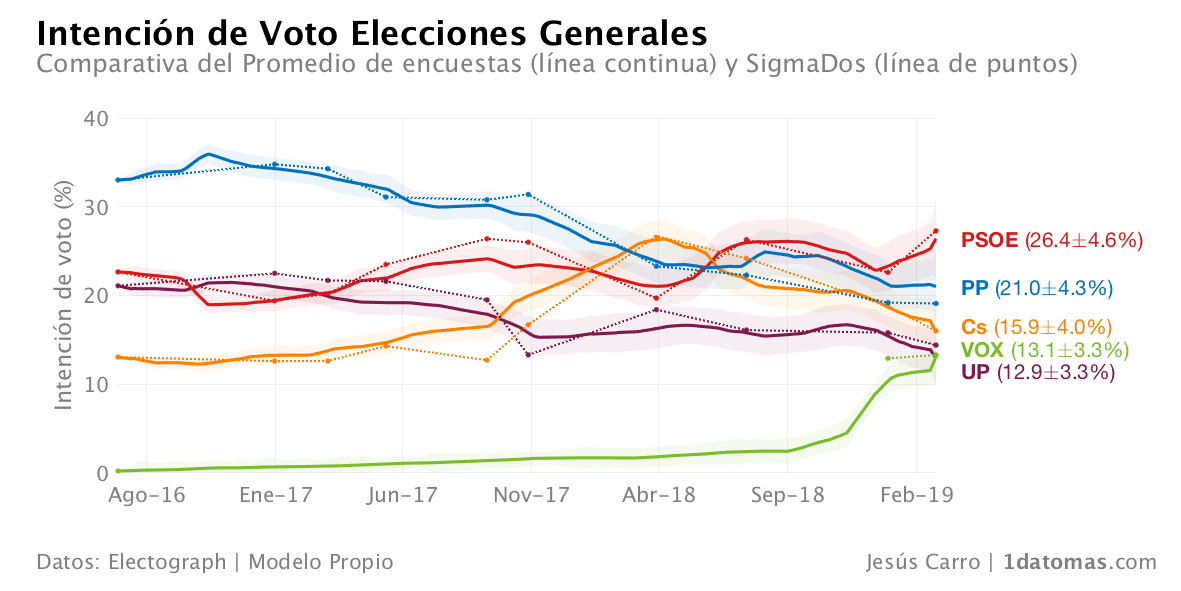 Intención de Voto Elecciones Generales
Comparativa del Promedio de encuestas (línea continua) y SigmaDos (línea de puntos)
Intención de voto (%)
40
30
20
10
0
Ago-16
Ene-17
Jun-17
Nov-17
Abr-18
Sep-18
Feb-19
PSOE (26.4±4.6%)
PP (21.0±4.3%)
Cs (15.9±4.0%)
VOX (13.1±3.3%)
UP (12.9±3.3%)
Datos: Electograph | Modelo Propio
Jesús Carro | 1datomas.com